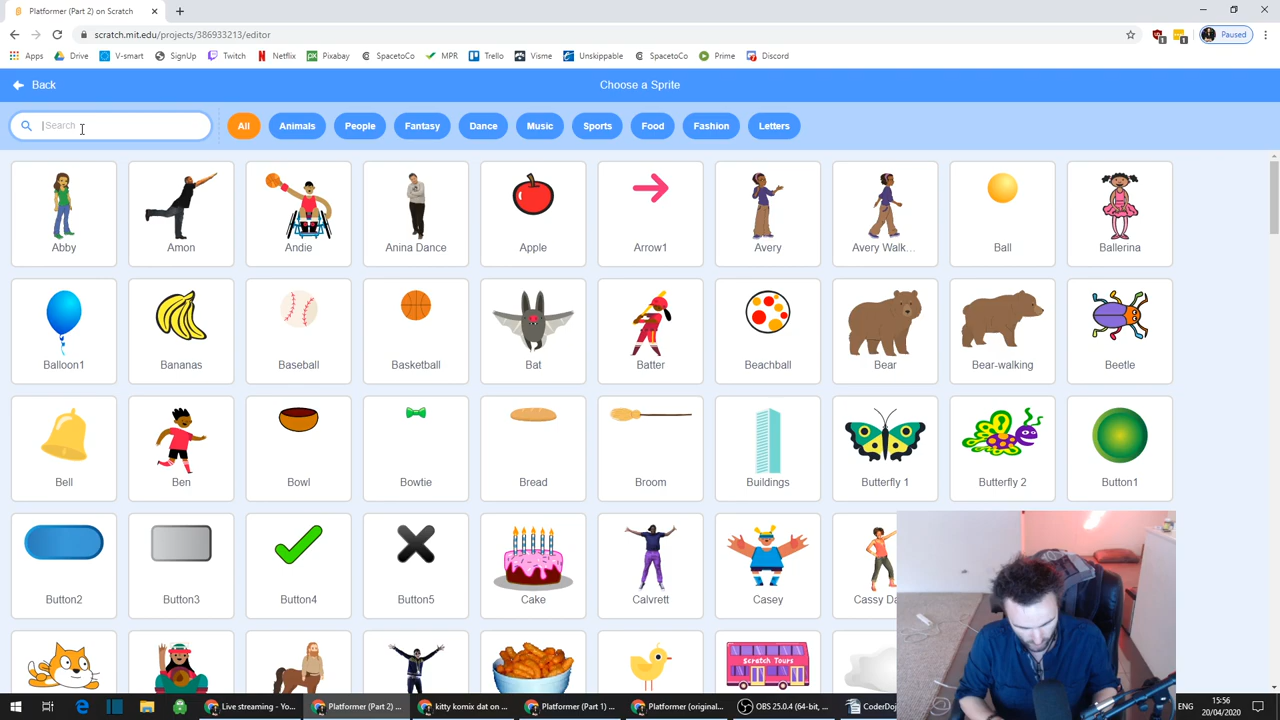 Platformer (Part 2) on Scratch
scratch.mit.edu/projects/386933213/editor
Paused
Apps Drive V-smart SignUp Twitch Netflix Pixabay SpacetoCo MPR Trello Visme Unskippable SpacetoCo Prime Discord
Back Choose a Sprite
Search All Animals People Fantasy Dance Music Sports Food Fashion Letters
Abby Amon Andie Anina Dance Apple Arrow1 Avery Avery Walk... Ball Ballerina
Balloon1 Bananas Baseball Basketball Bat Batter Beachball Bear Bear-walking Beetle
Bell Ben Bowl Bowtie Bread Broom Buildings Butterfly 1 Butterfly 2 Button1
Button2 Button3 Button4 Button5 Cake Calvrett Casey Cassy Da
Scratch Tours
Live streaming - Yo... Platformer (Part 2) ... kitty komix dat on ... Platformer (Part 1) ... Platformer (original... OBS 25.0.4 (64-bit, ... CoderDoj ENG 15:56
20/04/2020